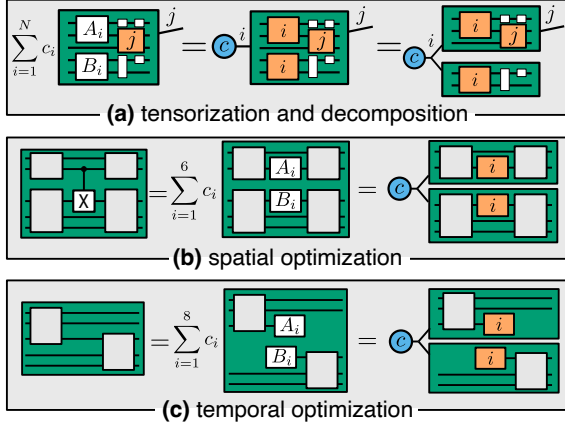 N
∑ c_i A_i j j = c i i j j = c i i j j
i=1 B_i i i
(a) tensorization and decomposition
6
X = ∑ c_i A_i = c i
i=1 B_i i
(b) spatial optimization
8
= ∑ c_i A_i = c i
i=1 B_i i
(c) temporal optimization